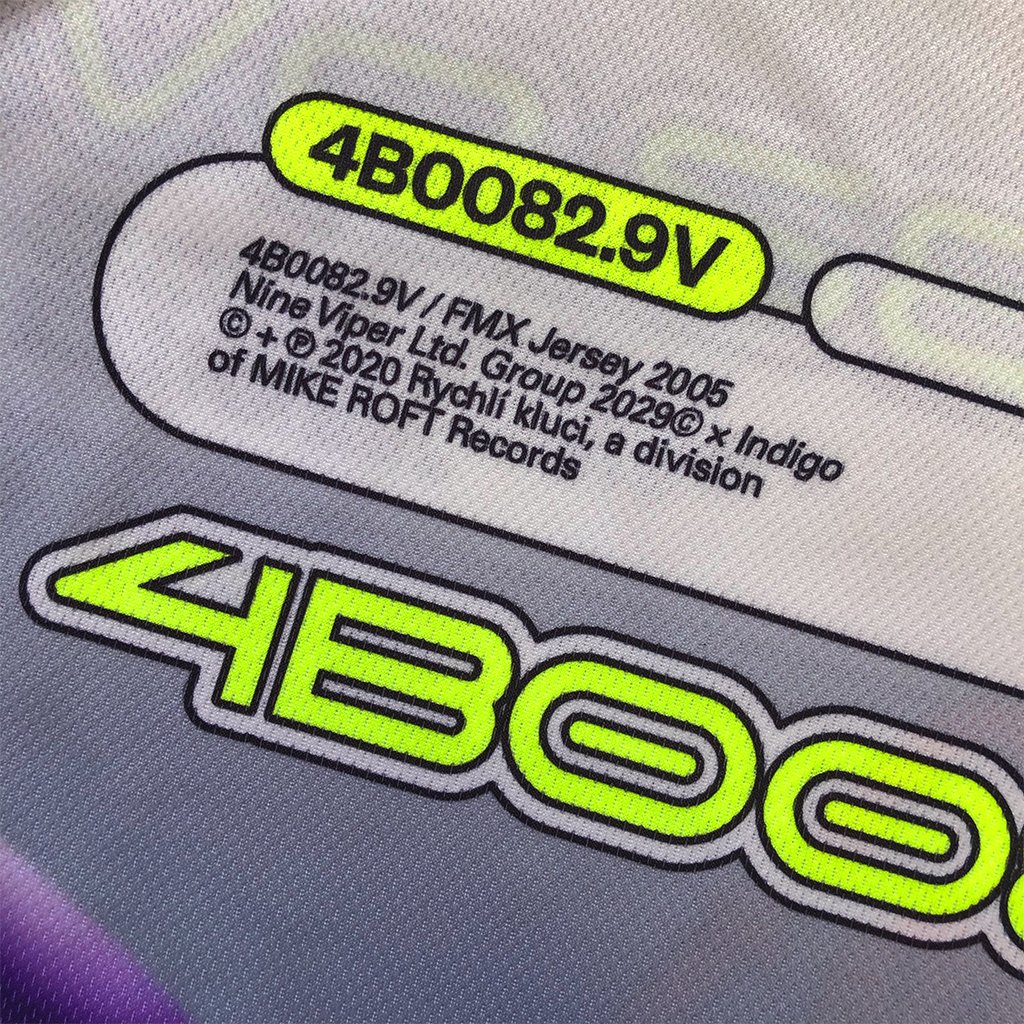 4B0082.9V
4B0082.9V / FMX Jersey 2005
Nine Viper Ltd. Group 2029© x Indigo
© + ℗ 2020 Rychlí kluci, a division
of MIKE ROFT Records
4B00